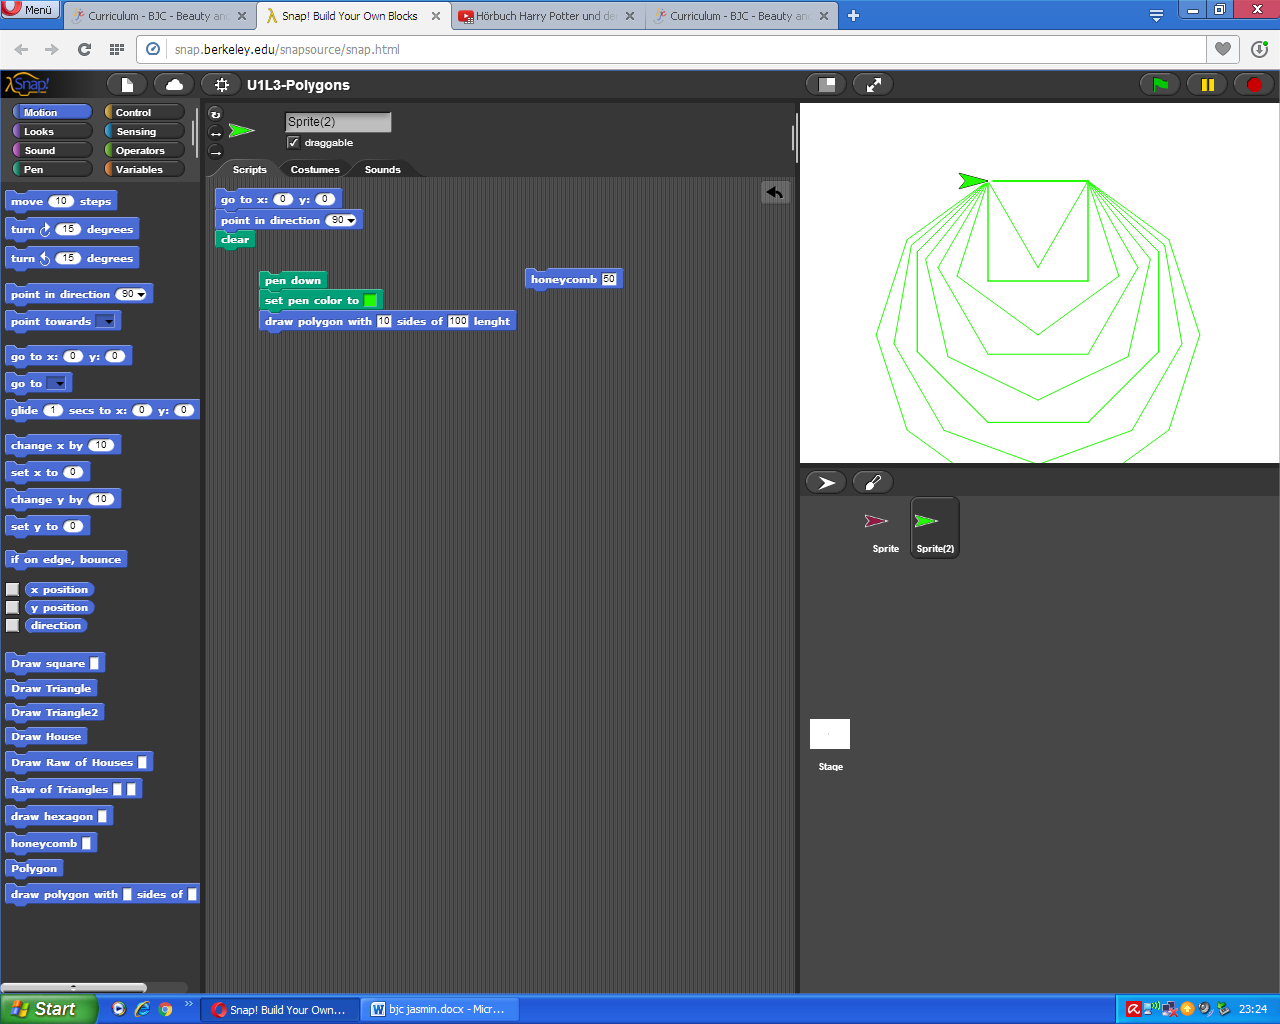 Menü
Curriculum - BJC - Beauty and
Snap! Build Your Own Blocks
Hörbuch Harry Potter und de
Curriculum - BJC - Beauty and
snap.berkeley.edu/snapsource/snap.html
Snap!
U1L3-Polygons
Motion
Control
Looks
Sensing
Sound
Operators
Pen
Variables
Sprite(2)
draggable
Scripts
Costumes
Sounds
move 10 steps
turn 15 degrees
turn 15 degrees
point in direction 90
point towards
go to x: 0 y: 0
go to
glide 1 secs to x: 0 y: 0
change x by 10
set x to 0
change y by 10
set y to 0
if on edge, bounce
x position
y position
direction
Draw square
Draw Triangle
Draw Triangle2
Draw House
Draw Raw of Houses
Raw of Triangles
draw hexagon
honeycomb
Polygon
draw polygon with sides of
go to x: 0 y: 0
point in direction 90
clear
pen down
set pen color to
draw polygon with 10 sides of 100 lenght
honeycomb 50
Sprite
Sprite(2)
Stage
Start
Snap! Build Your Own...
bjc jasmin.docx - Micr...
23:24